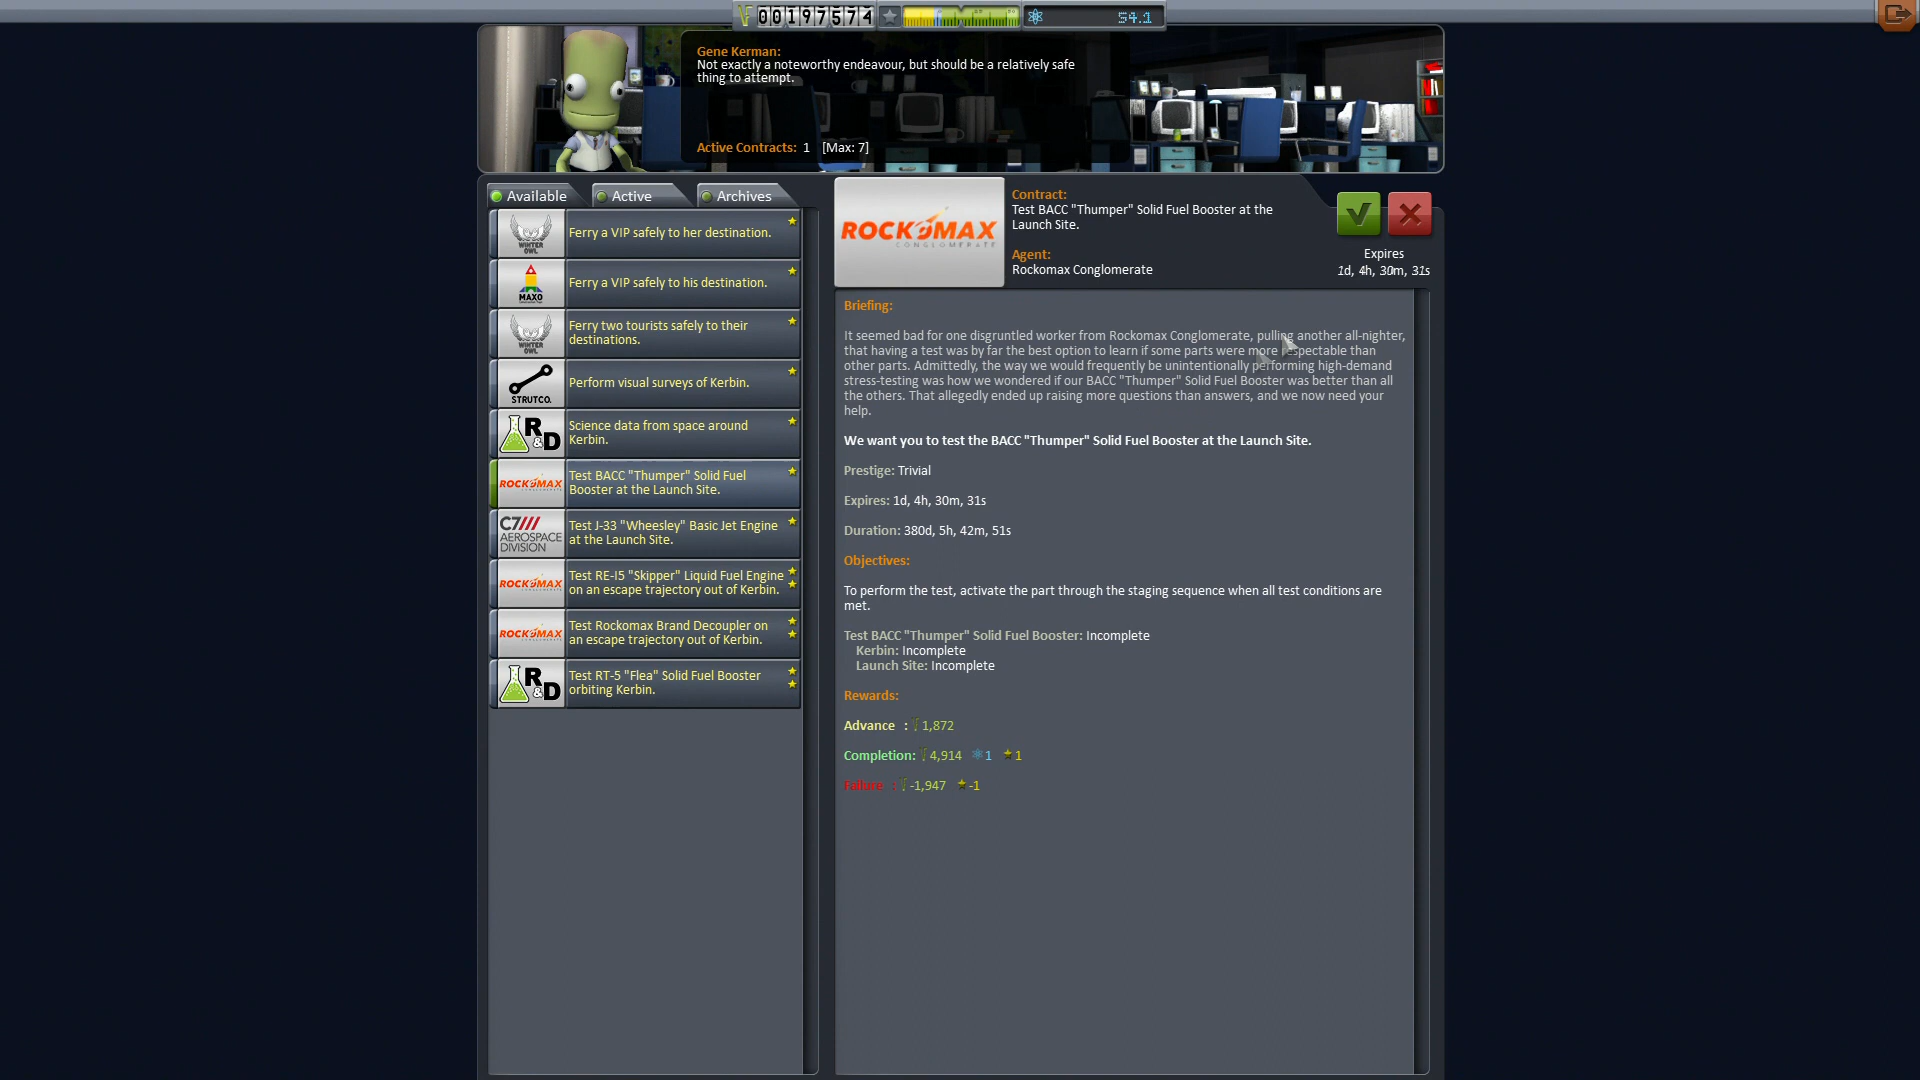 00197574
54.1
Gene Kerman:
Not exactly a noteworthy endeavour, but should be a relatively safe
thing to attempt.
Active Contracts: 1 [Max: 7]
Available
Active
Archives
WINTER
OWL
Ferry a VIP safely to her destination.
MAXO
Ferry a VIP safely to his destination.
WINTER
OWL
Ferry two tourists safely to their
destinations.
STRUTCO.
Perform visual surveys of Kerbin.
R&D
Science data from space around
Kerbin.
ROCKOMAX
Test BACC "Thumper" Solid Fuel
Booster at the Launch Site.
C7///
AEROSPACE
DIVISION
Test J-33 "Wheesley" Basic Jet Engine
at the Launch Site.
ROCKOMAX
Test RE-I5 "Skipper" Liquid Fuel Engine
on an escape trajectory out of Kerbin.
ROCKOMAX
Test Rockomax Brand Decoupler on
an escape trajectory out of Kerbin.
R&D
Test RT-5 "Flea" Solid Fuel Booster
orbiting Kerbin.
ROCKOMAX
CONGLOMERATE
Contract:
Test BACC "Thumper" Solid Fuel Booster at the
Launch Site.
Agent:
Rockomax Conglomerate
Expires
1d, 4h, 30m, 31s
Briefing:
It seemed bad for one disgruntled worker from Rockomax Conglomerate, pulling another all-nighter,
that having a test was by far the best option to learn if some parts were more respectable than
other parts. Admittedly, the way we would frequently be unintentionally performing high-demand
stress-testing was how we wondered if our BACC "Thumper" Solid Fuel Booster was better than all
the others. That allegedly ended up raising more questions than answers, and we now need your
help.
We want you to test the BACC "Thumper" Solid Fuel Booster at the Launch Site.
Prestige: Trivial
Expires: 1d, 4h, 30m, 31s
Duration: 380d, 5h, 42m, 51s
Objectives:
To perform the test, activate the part through the staging sequence when all test conditions are
met.
Test BACC "Thumper" Solid Fuel Booster: Incomplete
Kerbin: Incomplete
Launch Site: Incomplete
Rewards:
Advance : 1,872
Completion: 4,914 1 1
Failure : -1,947 -1